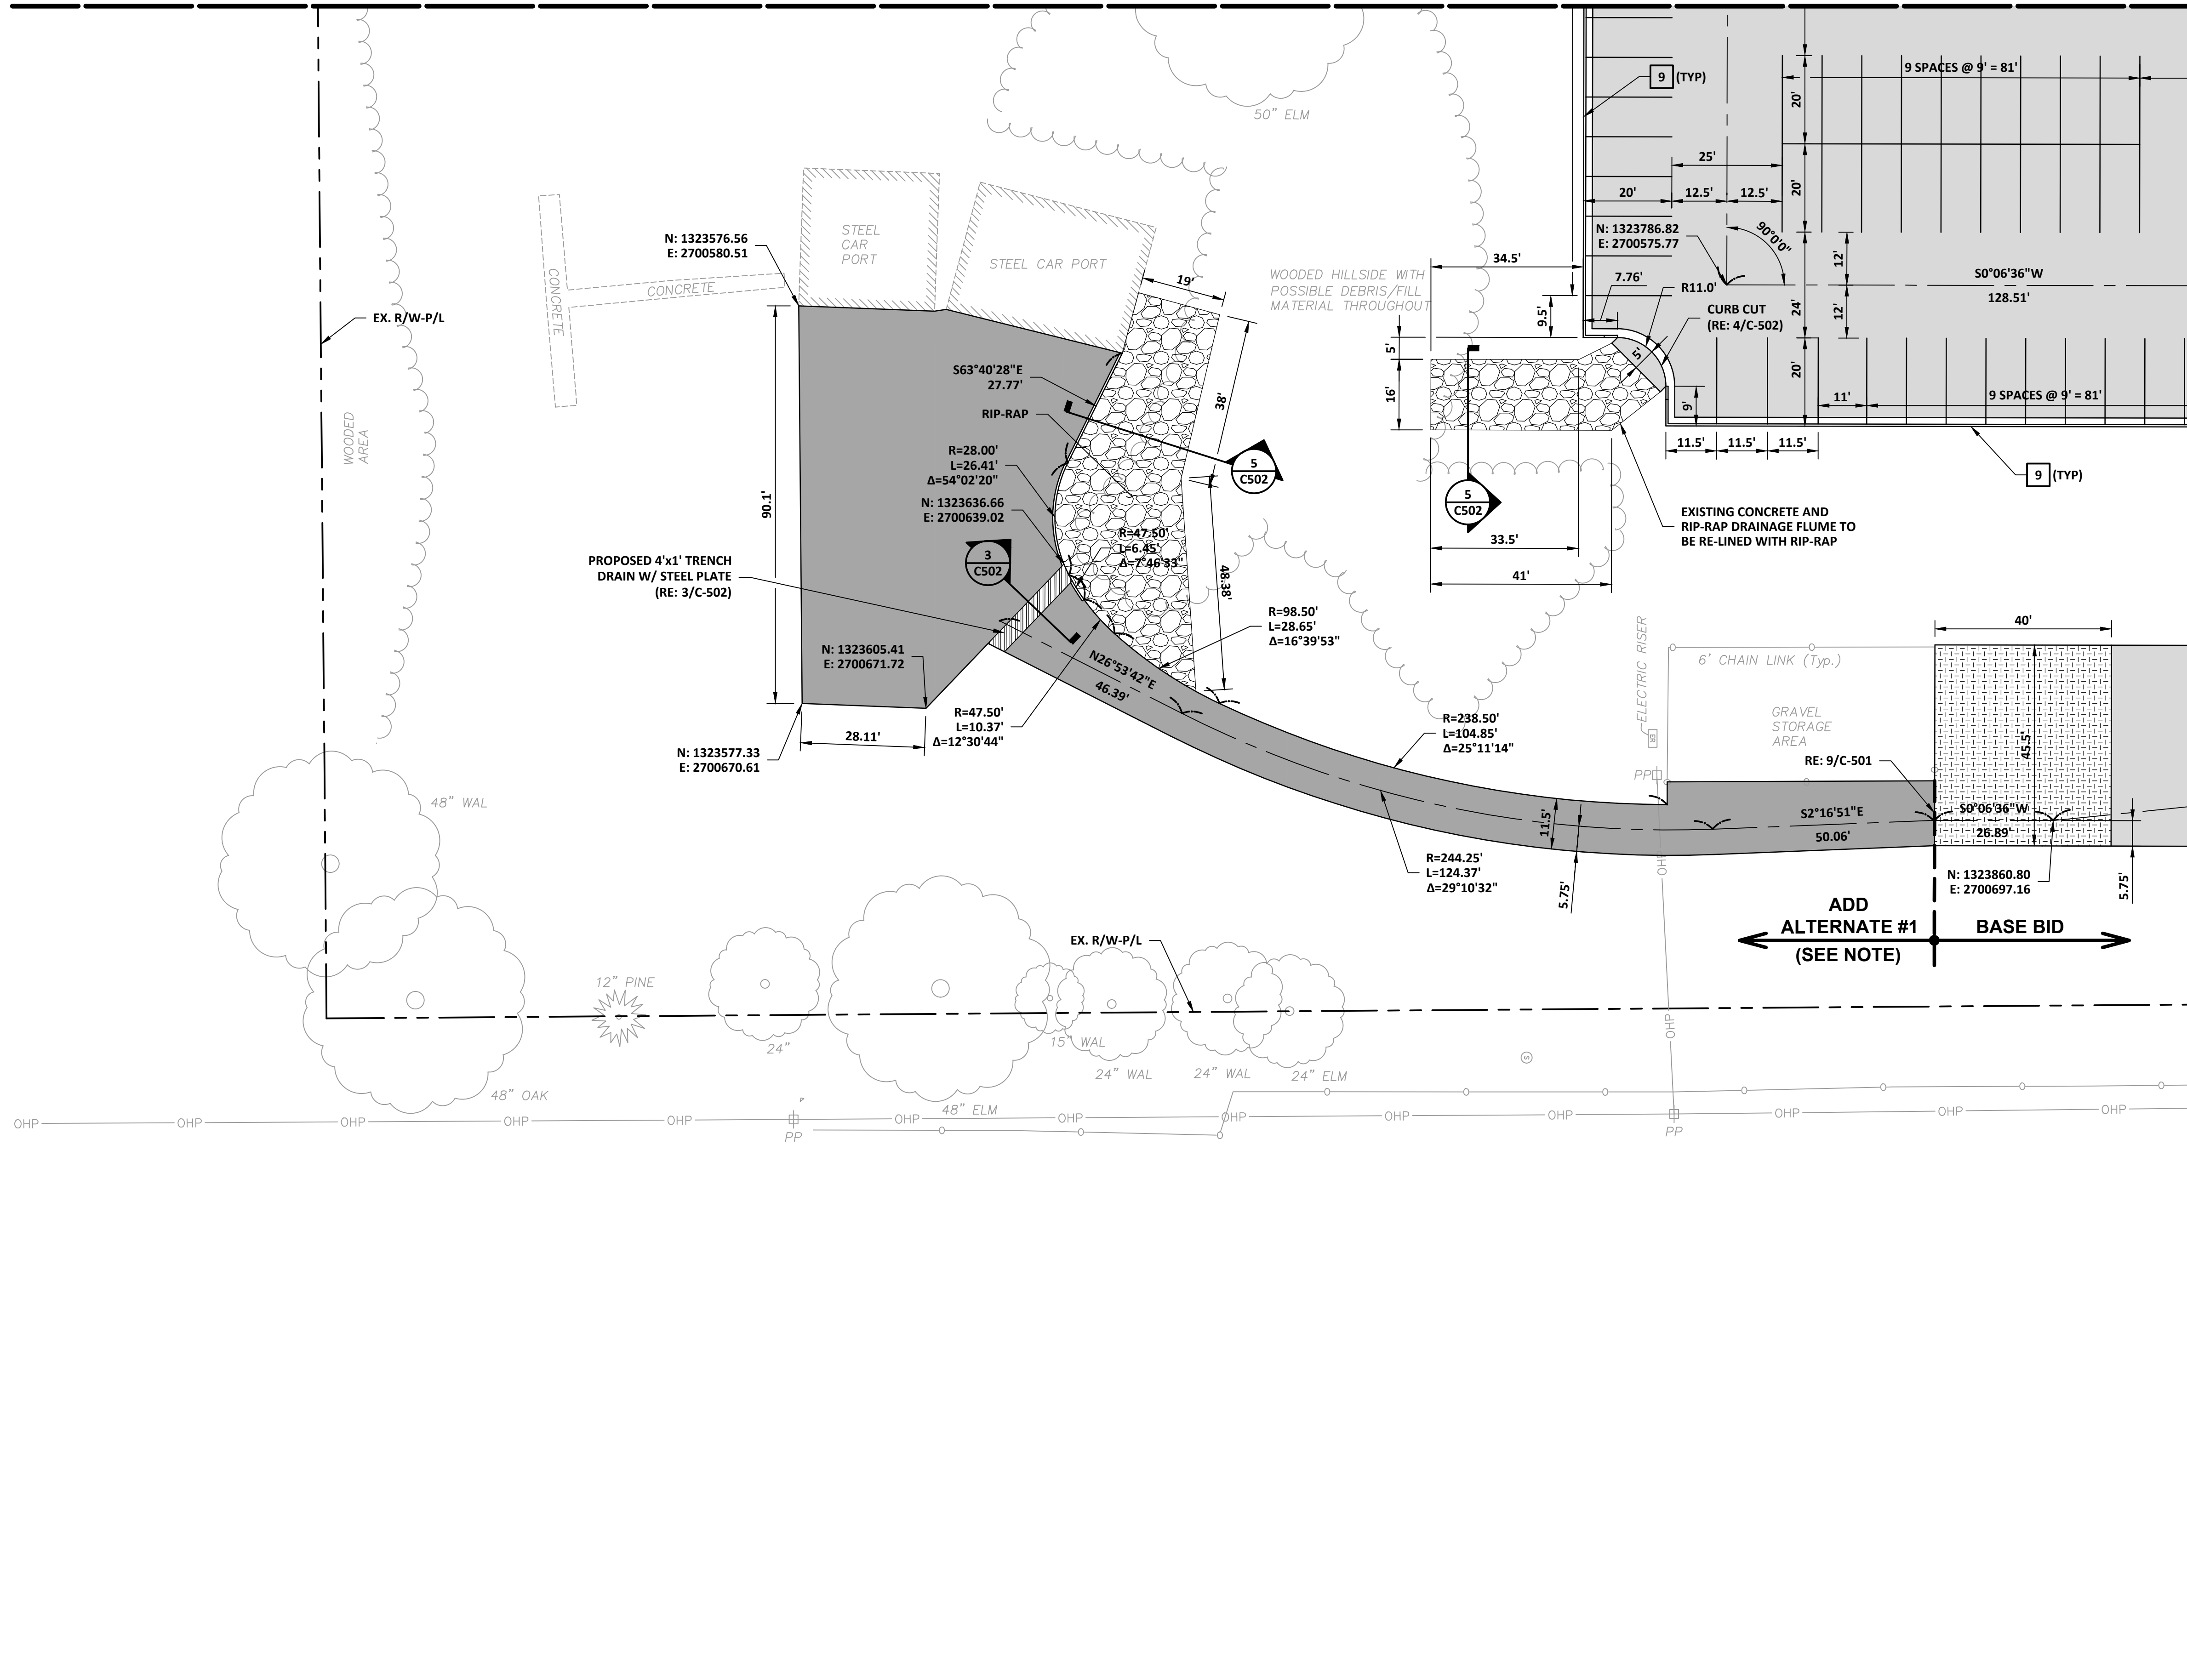 9 SPACES @ 9' = 81'
9 (TYP)
20'
50" ELM
25'
20'
20'
12.5'
12.5'
N: 1323786.82
E: 2700575.77
90°0'0"
12'
S0°06'36"W
128.51'
24'
12'
7.76'
R11.0'
34.5'
CURB CUT
(RE: 4/C-502)
9.5'
5'
5'
16'
20'
11'
9 SPACES @ 9' = 81'
9'
11.5'
11.5'
11.5'
9 (TYP)
STEEL
CAR
PORT
STEEL CAR PORT
N: 1323576.56
E: 2700580.51
CONCRETE
CONCRETE
19'
WOODED HILLSIDE WITH
POSSIBLE DEBRIS/FILL
MATERIAL THROUGHOUT
EX. R/W-P/L
WOODED
AREA
S63°40'28"E
27.77'
RIP-RAP
38'
R=28.00'
L=26.41'
Δ=54°02'20"
5
C502
5
C502
N: 1323636.66
E: 2700639.02
90.1'
EXISTING CONCRETE AND
RIP-RAP DRAINAGE FLUME TO
BE RE-LINED WITH RIP-RAP
33.5'
41'
R=47.50'
L=6.45'
Δ=7°46'33"
3
C502
PROPOSED 4'x1' TRENCH
DRAIN W/ STEEL PLATE
(RE: 3/C-502)
48.38'
R=98.50'
L=28.65'
Δ=16°39'53"
N: 1323605.41
E: 2700671.72
N26°53'42"E
46.39'
28.11'
R=47.50'
L=10.37'
Δ=12°30'44"
N: 1323577.33
E: 2700670.61
R=238.50'
L=104.85'
Δ=25°11'14"
ELECTRIC RISER
ER
6' CHAIN LINK (Typ.)
40'
GRAVEL
STORAGE
AREA
45.5'
RE: 9/C-501
PP
S2°16'51"E
50.06'
S0°06'36"W
26.89'
11.5'
5.75'
OHP
R=244.25'
L=124.37'
Δ=29°10'32"
N: 1323860.80
E: 2700697.16
5.75'
ADD
ALTERNATE #1
(SEE NOTE)
BASE BID
48" WAL
EX. R/W-P/L
12" PINE
24"
15" WAL
24" WAL
24" WAL
24" ELM
48" OAK
48" ELM
OHP
S
OHP
OHP
OHP
OHP
OHP
OHP
OHP
OHP
OHP
OHP
OHP
OHP
OHP
PP
PP